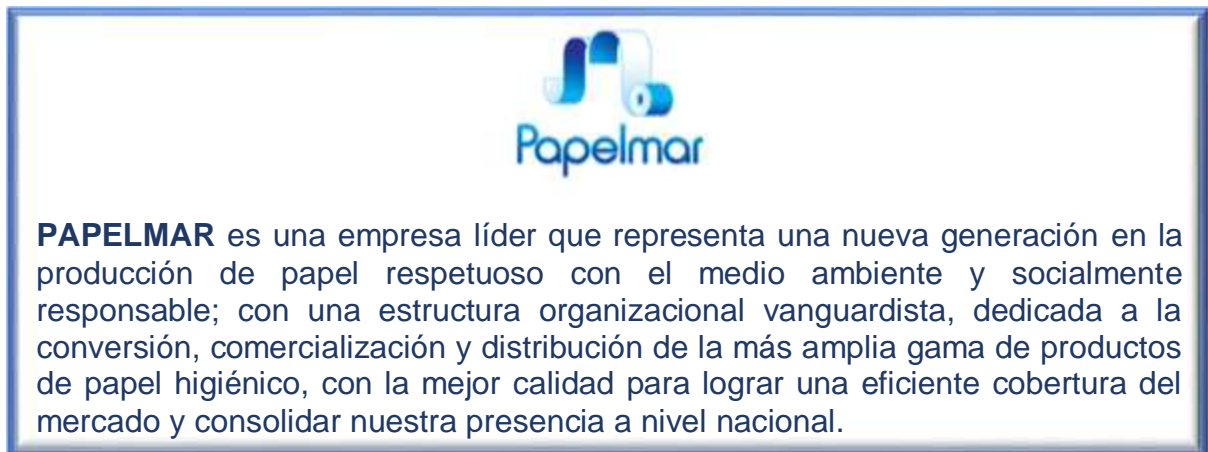 Papelmar
PAPELMAR es una empresa líder que representa una nueva generación en la
producción de papel respetuoso con el medio ambiente y socialmente
responsable; con una estructura organizacional vanguardista, dedicada a la
conversión, comercialización y distribución de la más amplia gama de productos
de papel higiénico, con la mejor calidad para lograr una eficiente cobertura del
mercado y consolidar nuestra presencia a nivel nacional.